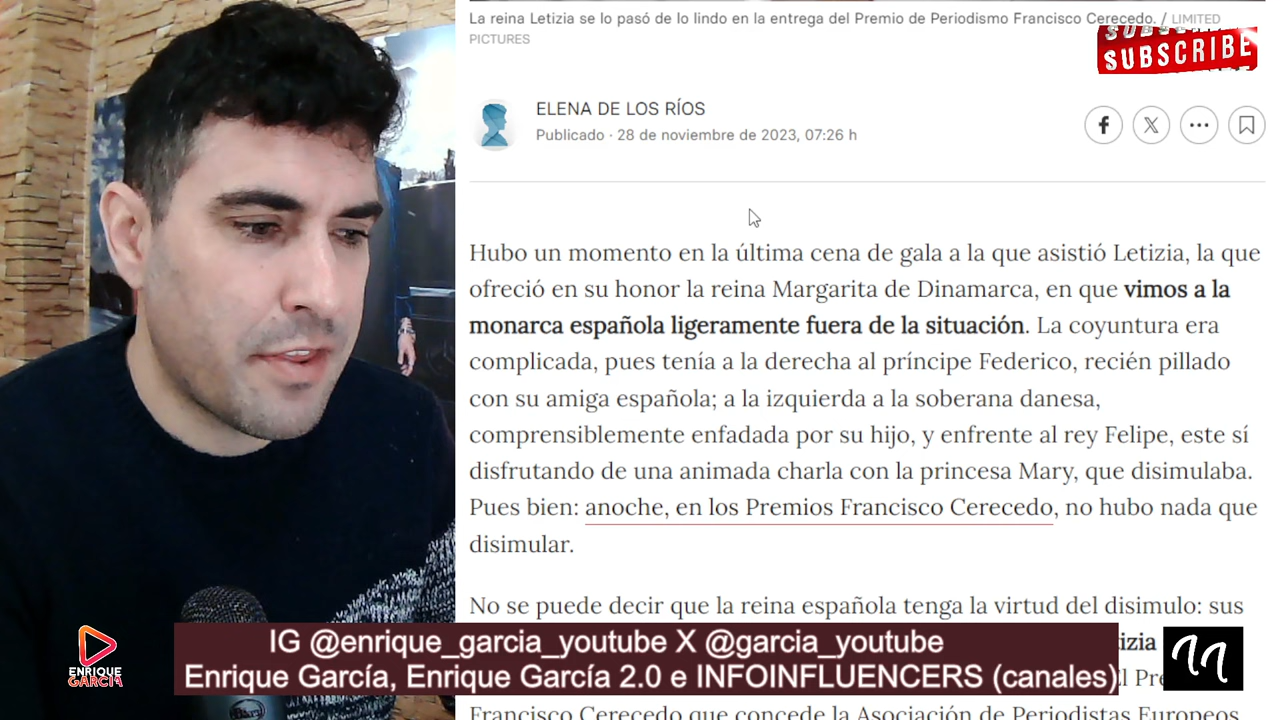 La reina Letizia se lo pasó de lo lindo en la entrega del Premio de Periodismo Francisco Cerecedo. / LIMITED
PICTURES
SUBSCRIBE
ELENA DE LOS RÍOS
Publicado · 28 de noviembre de 2023, 07:26 h
Hubo un momento en la última cena de gala a la que asistió Letizia, la que
ofreció en su honor la reina Margarita de Dinamarca, en que vimos a la
monarca española ligeramente fuera de la situación. La coyuntura era
complicada, pues tenía a la derecha al príncipe Federico, recién pillado
con su amiga española; a la izquierda a la soberana danesa,
comprensiblemente enfadada por su hijo, y enfrente al rey Felipe, este sí
disfrutando de una animada charla con la princesa Mary, que disimulaba.
Pues bien: anoche, en los Premios Francisco Cerecedo, no hubo nada que
disimular.
No se puede decir que la reina española tenga la virtud del disimulo: sus
IG @enrique_garcia_youtube X @garcia_youtube
Enrique García, Enrique García 2.0 e INFOINFLUENCERS (canales)
ENRIQUE
GARCÍA
Francisco Cerecedo que concede la Asociación de Periodistas Europeos